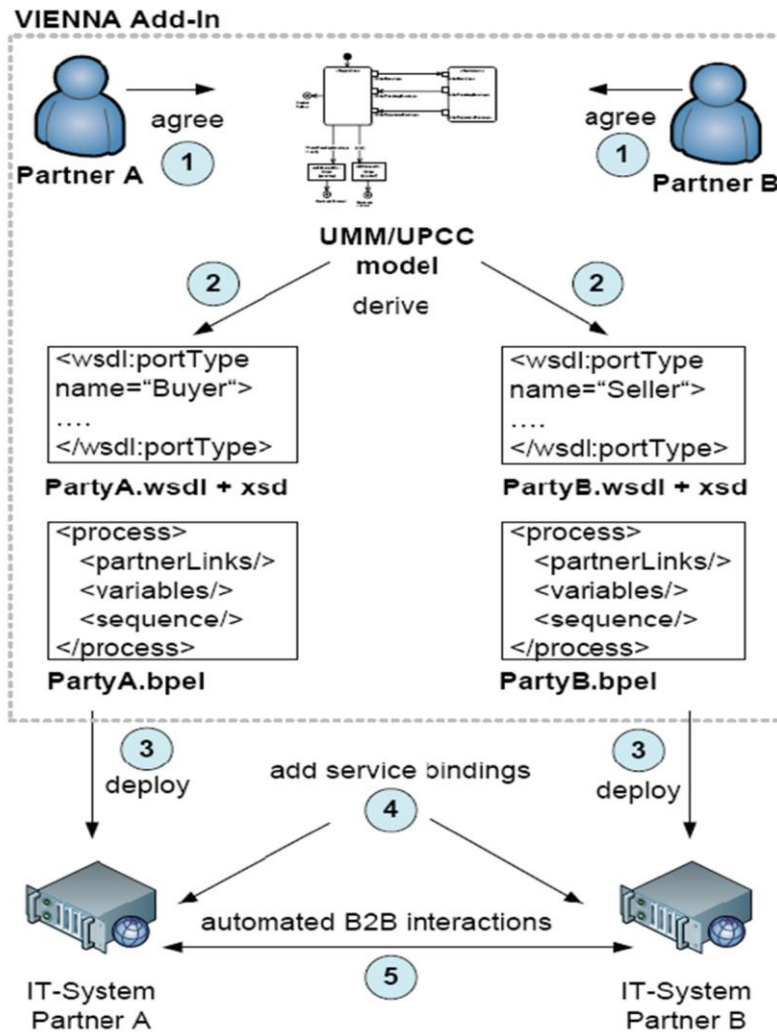 VIENNA Add-In
agree
1
Partner A
agree
1
Partner B
UMM/UPCC
model
2
derive
2
<wsdl:portType
name=“Buyer“>
....
</wsdl:portType>
PartyA.wsdl + xsd
<wsdl:portType
name=“Seller“>
....
</wsdl:portType>
PartyB.wsdl + xsd
<process>
<partnerLinks/>
<variables/>
<sequence/>
</process>
PartyA.bpel
<process>
<partnerLinks/>
<variables/>
<sequence/>
</process>
PartyB.bpel
3
deploy
add service bindings
4
3
deploy
automated B2B interactions
5
IT-System
Partner A
IT-System
Partner B